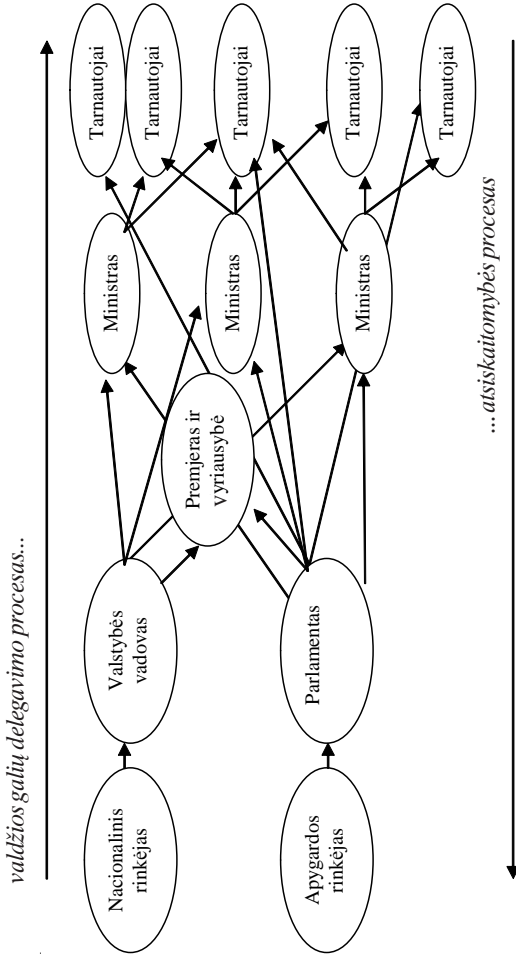 valdžios galių delegavimo procesas...
Nacionalinis
rinkėjas
Valstybės
vadovas
Ministras
Tarnautojai
Tarnautojai
Premjeras ir
vyriausybė
Ministras
Tarnautojai
Apygardos
rinkėjas
Parlamentas
Ministras
Tarnautojai
Tarnautojai
...atsiskaitomybės procesas